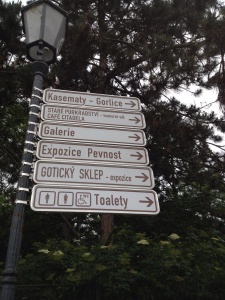 Kasematy - Gorlice
STARÉ PURKRABSTVÍ -
CAFÉ CITADELA
Galerie
Expozice Pevnost
GOTICKÝ SKLEP - expozice
Toalety